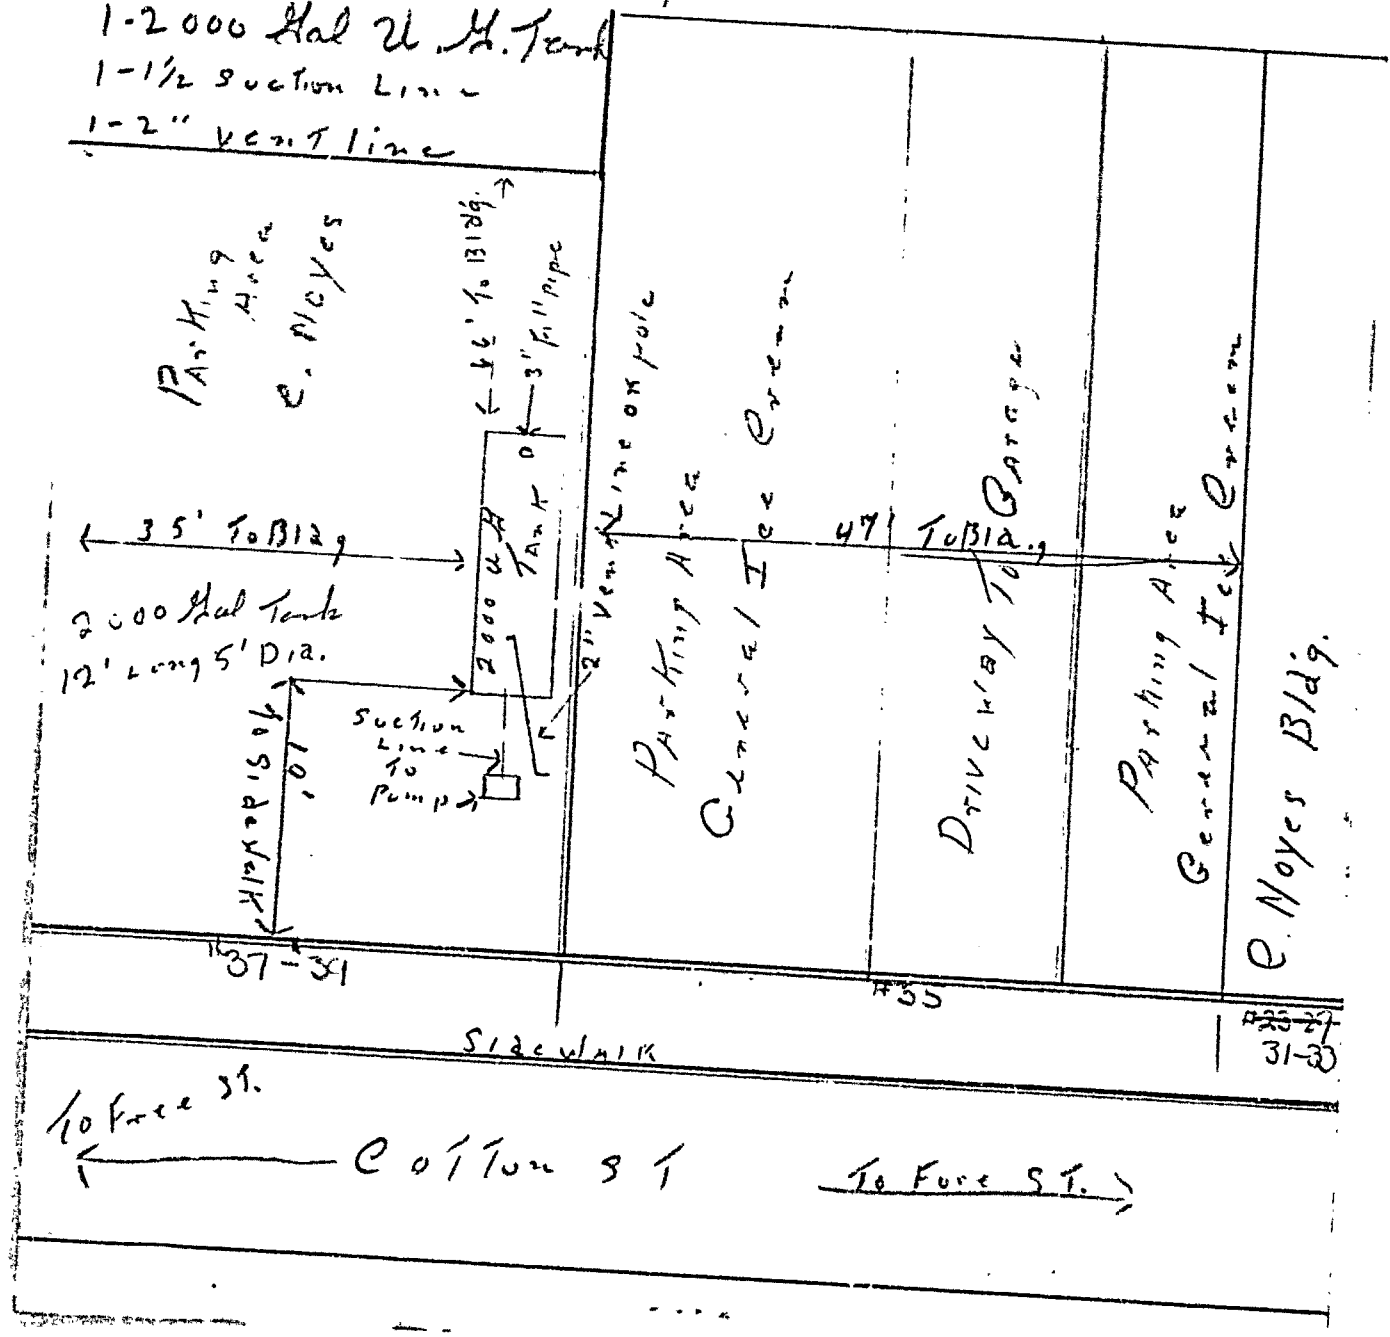 1-2000 Gal U.G. Tank
1-1½ Suction Line
1-2" Vent line
Parking
Area
C. Noyes
To Bldg.
3" Fill pipe
2000 U.G.
Tank
2" Vent Line on pole
35' To Bldg
47' To Bldg
2000 Gal Tank
12' Long 5' Dia.
10'
To Sidewalk
Suction
Line
To
Pump
Parking Area
General Ice Cream
Driveway To Garage
Parking Area
General Ice Cream
C. Noyes Bldg.
37-39
#35
31-33
Sidewalk
To Free St.
Cotton ST
To Fore ST.